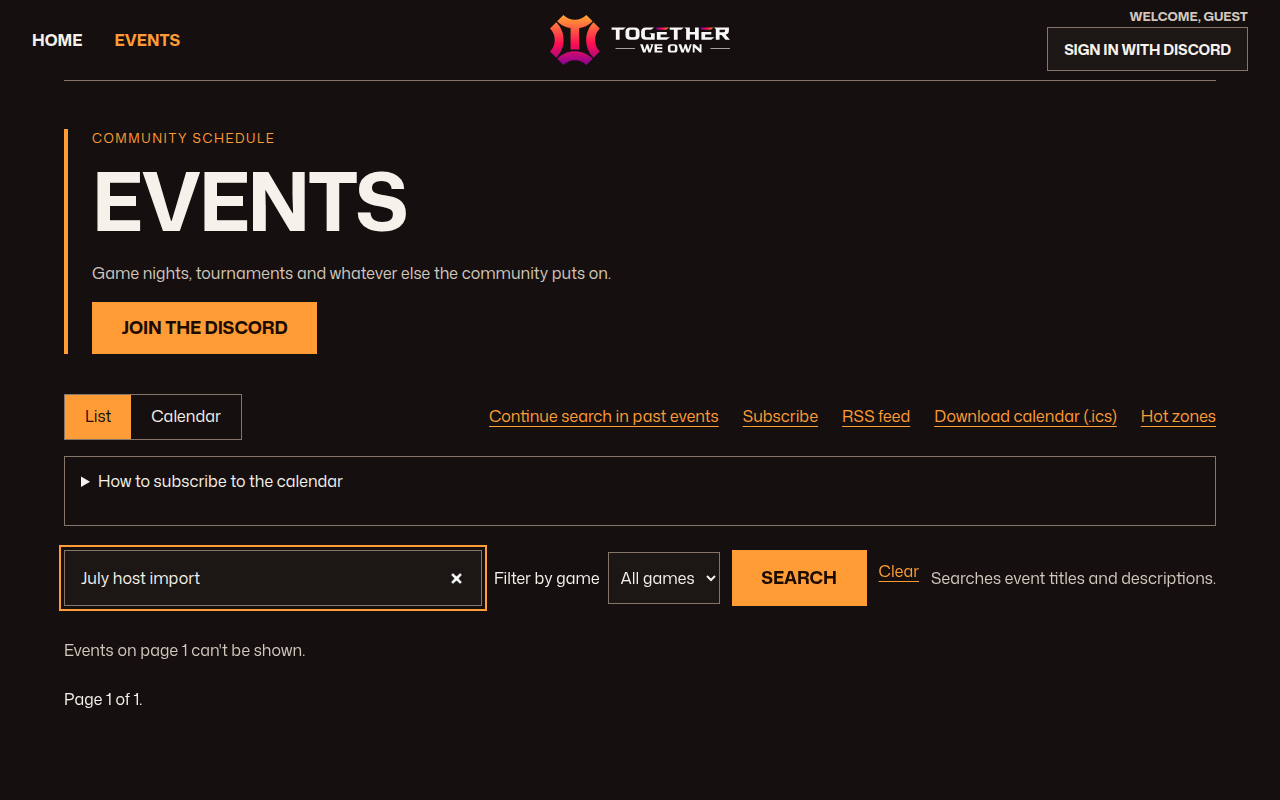 HOME
EVENTS
TOGETHER
WE OWN
WELCOME, GUEST
SIGN IN WITH DISCORD
COMMUNITY SCHEDULE
EVENTS
Game nights, tournaments and whatever else the community puts on.
JOIN THE DISCORD
List
Calendar
Continue search in past events
Subscribe
RSS feed
Download calendar (.ics)
Hot zones
How to subscribe to the calendar
July host import
Filter by game
All games
SEARCH
Clear
Searches event titles and descriptions.
Events on page 1 can't be shown.
Page 1 of 1.